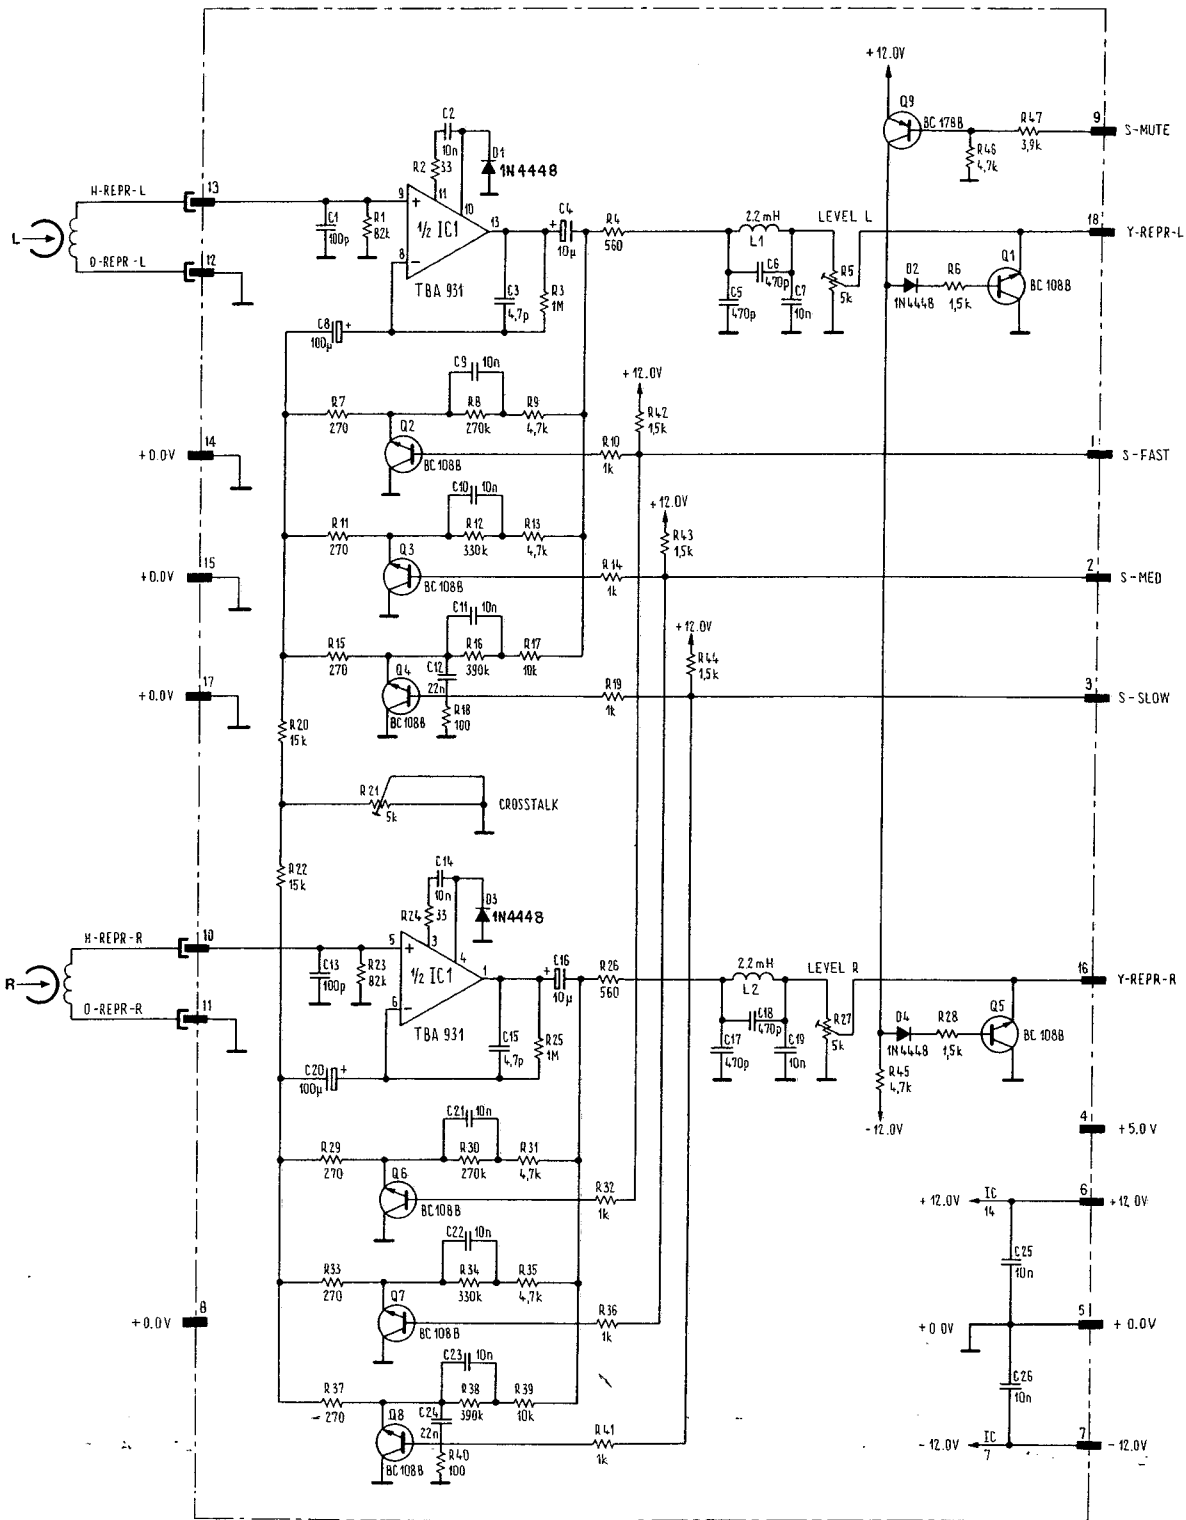 +12.0V
Q9
BC 178B
R47
3,9k
9
S-MUTE
R46
4,7k
C2
10n
R2
33
D1
1N4448
11
10
H-REPR-L
13
9
+
½ IC1
13
C4
+
10µ
R4
560
2.2mH
L1
LEVEL L
18
Y-REPR-L
L
C1
100p
R1
82k
8
−
TBA 931
C6
470p
R5
5k
D2
1N4448
R6
1,5k
Q1
BC 108B
0-REPR-L
12
C3
4,7p
R3
1M
C5
470p
C7
10n
C8
+
100µ
C9
10n
+12.0V
R7
270
R8
270k
R9
4,7k
R42
1,5k
+0.0V
14
Q2
BC 108B
R10
1k
1
S-FAST
C10
10n
+12.0V
R11
270
R12
330k
R13
4,7k
R43
1,5k
+0.0V
15
Q3
BC 108B
R14
1k
2
S-MED
C11
10n
+12.0V
R15
270
R16
390k
R17
10k
R44
1,5k
+0.0V
17
Q4
BC 108B
C12
22n
R18
100
R19
1k
3
S-SLOW
R20
15k
R21
5k
CROSSTALK
R22
15k
C14
10n
R24
33
D3
1N4448
3
4
H-REPR-R
10
5
+
½ IC1
1
C16
+
10µ
R26
560
2.2mH
L2
LEVEL R
16
Y-REPR-R
R
C13
100p
R23
82k
6
−
TBA 931
C18
470p
R27
5k
D4
1N4448
R28
1,5k
Q5
BC 108B
0-REPR-R
11
C15
4,7p
R25
1M
C17
470p
C19
10n
R45
4,7k
-12.0V
C20
+
100µ
C21
10n
4
+5.0V
R29
270
R30
270k
R31
4,7k
Q6
BC 108B
R32
1k
+12.0V
IC
14
6
+12.0V
C22
10n
C25
10n
R33
270
R34
330k
R35
4,7k
+0.0V
8
Q7
BC 108B
R36
1k
+0.0V
5
+0.0V
C23
10n
C26
10n
R37
270
R38
390k
R39
10k
Q8
BC 108B
C24
22n
R40
100
R41
1k
-12.0V
IC
7
7
-12.0V